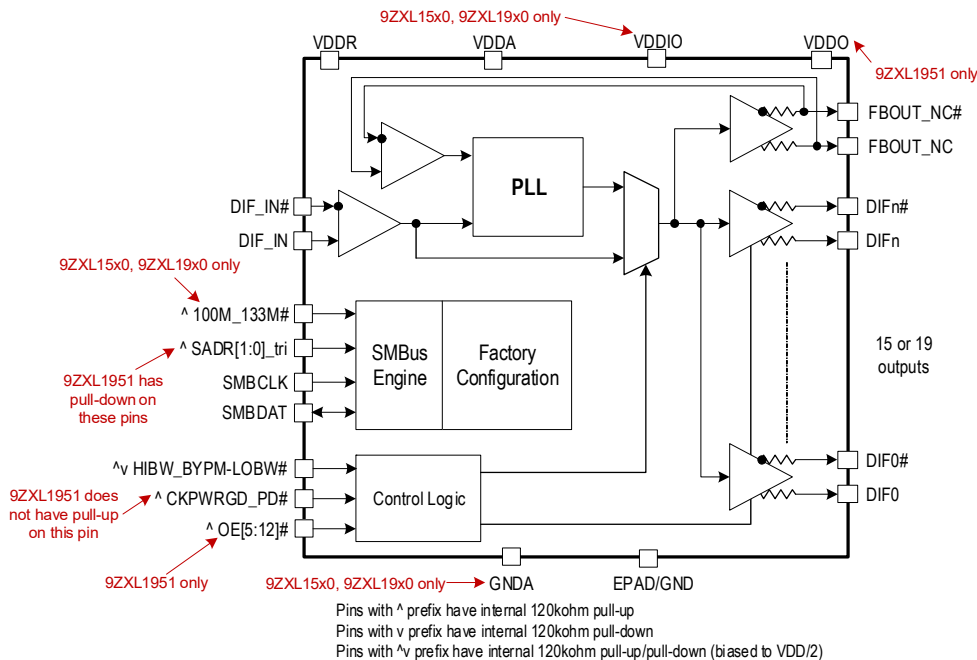 9ZXL15x0, 9ZXL19x0 only
VDDR
VDDA
VDDIO
VDDO
9ZXL1951 only
FBOUT_NC#
FBOUT_NC
PLL
DIF_IN#
DIF_IN
DIFn#
DIFn
9ZXL15x0, 9ZXL19x0 only
^ 100M_133M#
^ SADR[1:0]_tri
9ZXL1951 has
pull-down on
these pins
SMBCLK
SMBDAT
SMBus
Engine
Factory
Configuration
15 or 19
outputs
^v HIBW_BYPM-LOBW#
9ZXL1951 does
not have pull-up
on this pin
^ CKPWRGD_PD#
^ OE[5:12]#
9ZXL1951 only
Control Logic
DIF0#
DIF0
9ZXL15x0, 9ZXL19x0 only
GNDA
EPAD/GND
Pins with ^ prefix have internal 120kohm pull-up
Pins with v prefix have internal 120kohm pull-down
Pins with ^v prefix have internal 120kohm pull-up/pull-down (biased to VDD/2)